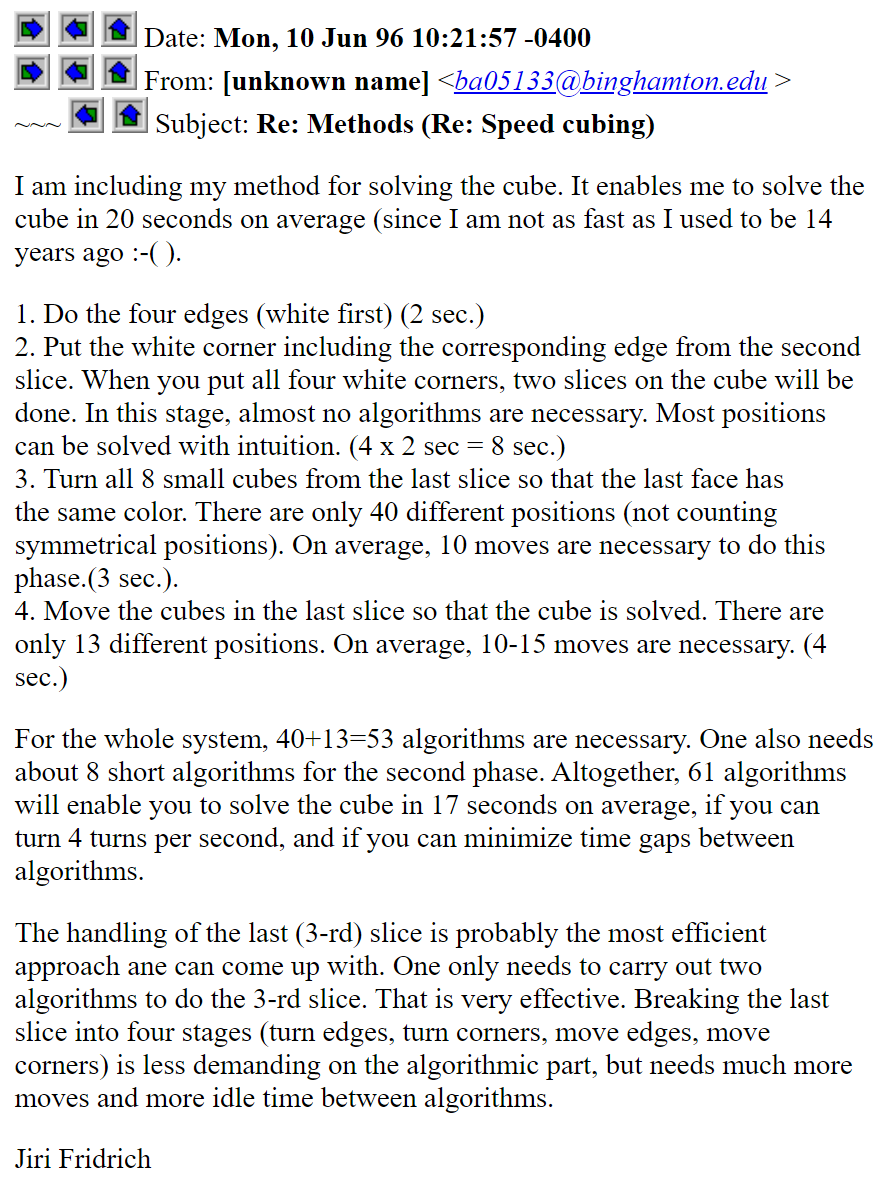 Date: Mon, 10 Jun 96 10:21:57 -0400
From: [unknown name] <ba05133@binghamton.edu >
~~~ Subject: Re: Methods (Re: Speed cubing)
I am including my method for solving the cube. It enables me to solve the
cube in 20 seconds on average (since I am not as fast as I used to be 14
years ago :-( ).
1. Do the four edges (white first) (2 sec.)
2. Put the white corner including the corresponding edge from the second
slice. When you put all four white corners, two slices on the cube will be
done. In this stage, almost no algorithms are necessary. Most positions
can be solved with intuition. (4 x 2 sec = 8 sec.)
3. Turn all 8 small cubes from the last slice so that the last face has
the same color. There are only 40 different positions (not counting
symmetrical positions). On average, 10 moves are necessary to do this
phase.(3 sec.).
4. Move the cubes in the last slice so that the cube is solved. There are
only 13 different positions. On average, 10-15 moves are necessary. (4
sec.)
For the whole system, 40+13=53 algorithms are necessary. One also needs
about 8 short algorithms for the second phase. Altogether, 61 algorithms
will enable you to solve the cube in 17 seconds on average, if you can
turn 4 turns per second, and if you can minimize time gaps between
algorithms.
The handling of the last (3-rd) slice is probably the most efficient
approach ane can come up with. One only needs to carry out two
algorithms to do the 3-rd slice. That is very effective. Breaking the last
slice into four stages (turn edges, turn corners, move edges, move
corners) is less demanding on the algorithmic part, but needs much more
moves and more idle time between algorithms.
Jiri Fridrich